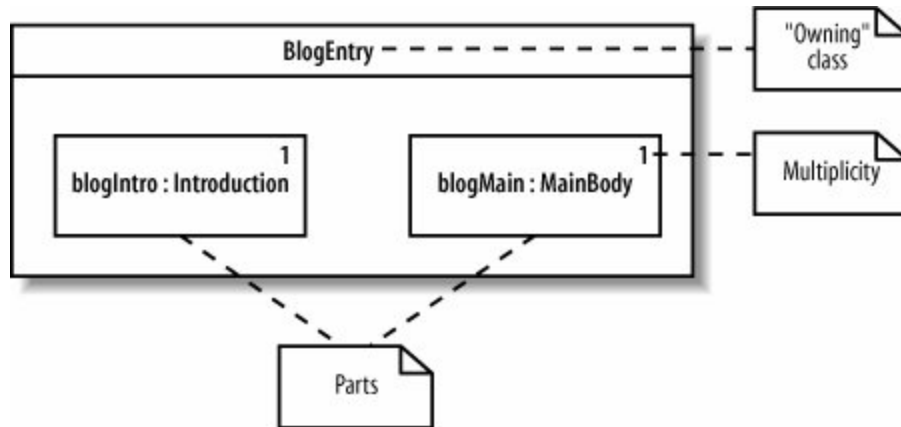 BlogEntry
"Owning"
class
1
blogIntro : Introduction
1
blogMain : MainBody
Multiplicity
Parts